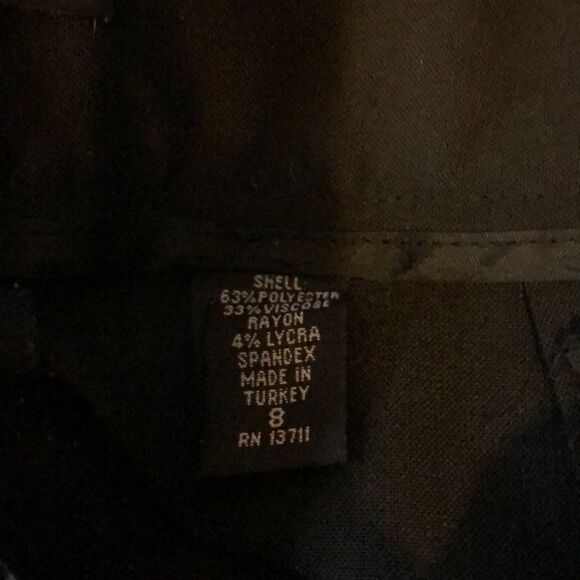 SHELL
63% POLYESTER
33% VISCOSE
RAYON
4% LYCRA
SPANDEX
MADE IN
TURKEY
8
RN 13711